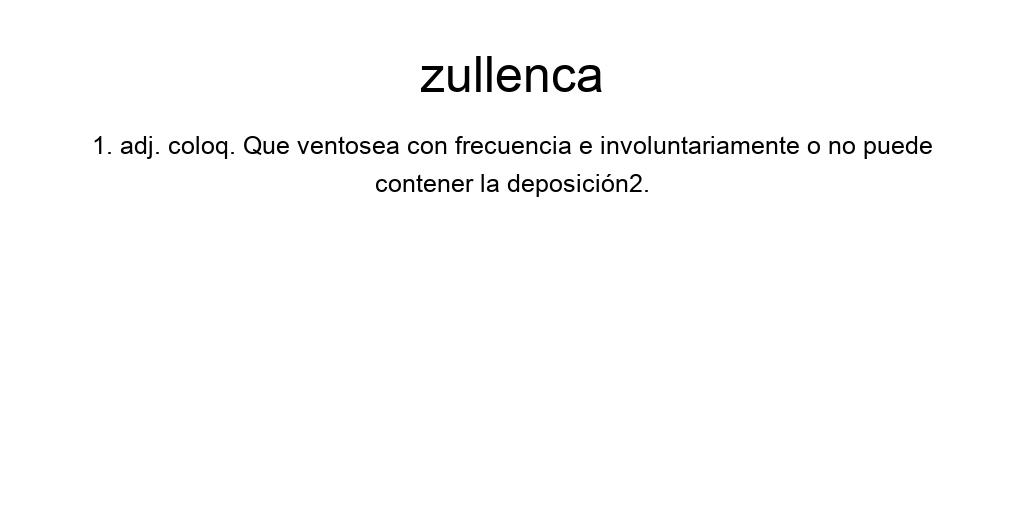 zullenca
1. adj. coloq. Que ventosea con frecuencia e involuntariamente o no puede
contener la deposición2.